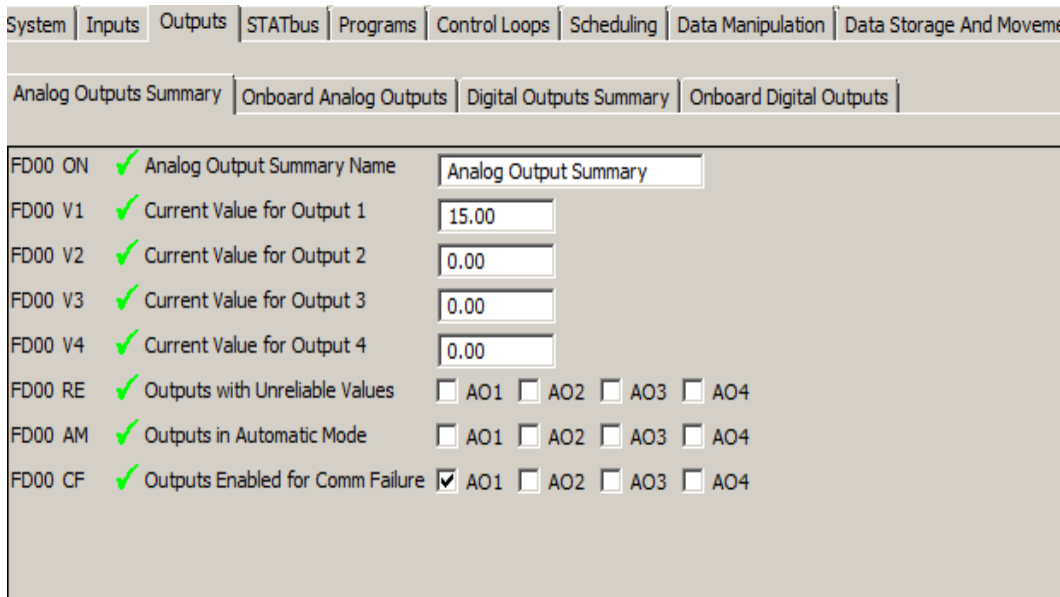 System Inputs Outputs STATbus Programs Control Loops Scheduling Data Manipulation Data Storage And Moveme
Analog Outputs Summary Onboard Analog Outputs Digital Outputs Summary Onboard Digital Outputs
FD00 ON Analog Output Summary Name Analog Output Summary
FD00 V1 Current Value for Output 1 15.00
FD00 V2 Current Value for Output 2 0.00
FD00 V3 Current Value for Output 3 0.00
FD00 V4 Current Value for Output 4 0.00
FD00 RE Outputs with Unreliable Values AO1 AO2 AO3 AO4
FD00 AM Outputs in Automatic Mode AO1 AO2 AO3 AO4
FD00 CF Outputs Enabled for Comm Failure AO1 AO2 AO3 AO4